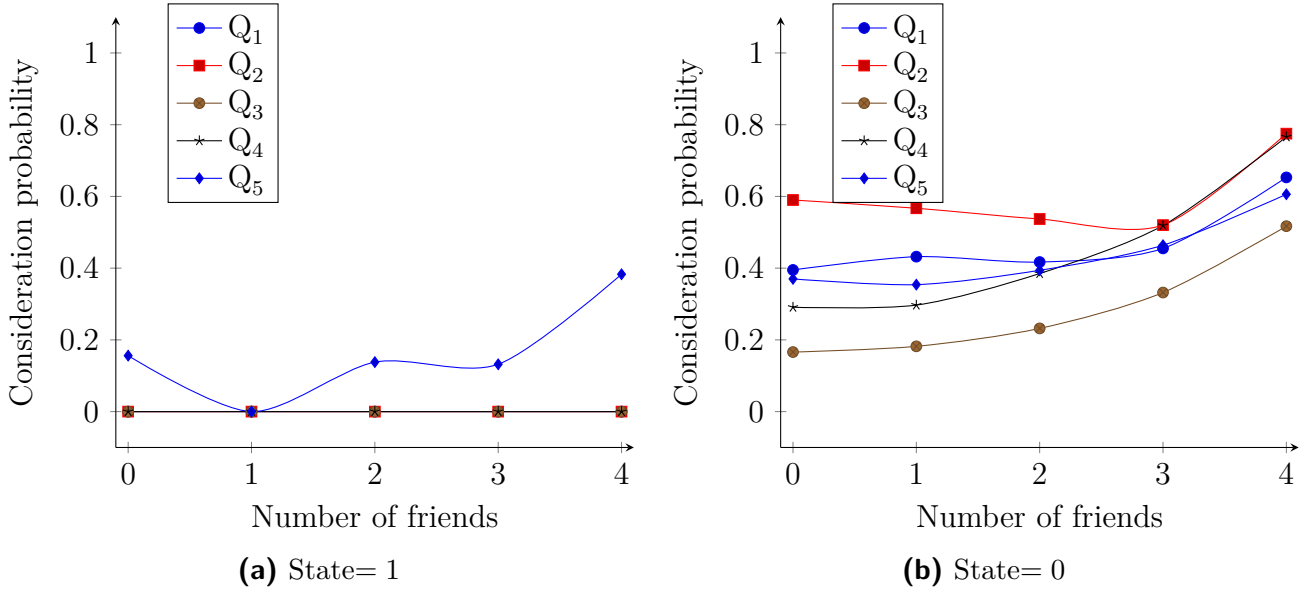 Q1
Q2
Q3
Q4
Q5
1
0.8
0.6
0.4
0.2
0
Consideration probability
0 1 2 3 4
Number of friends
(a) State= 1
Q1
Q2
Q3
Q4
Q5
1
0.8
0.6
0.4
0.2
0
Consideration probability
0 1 2 3 4
Number of friends
(b) State= 0